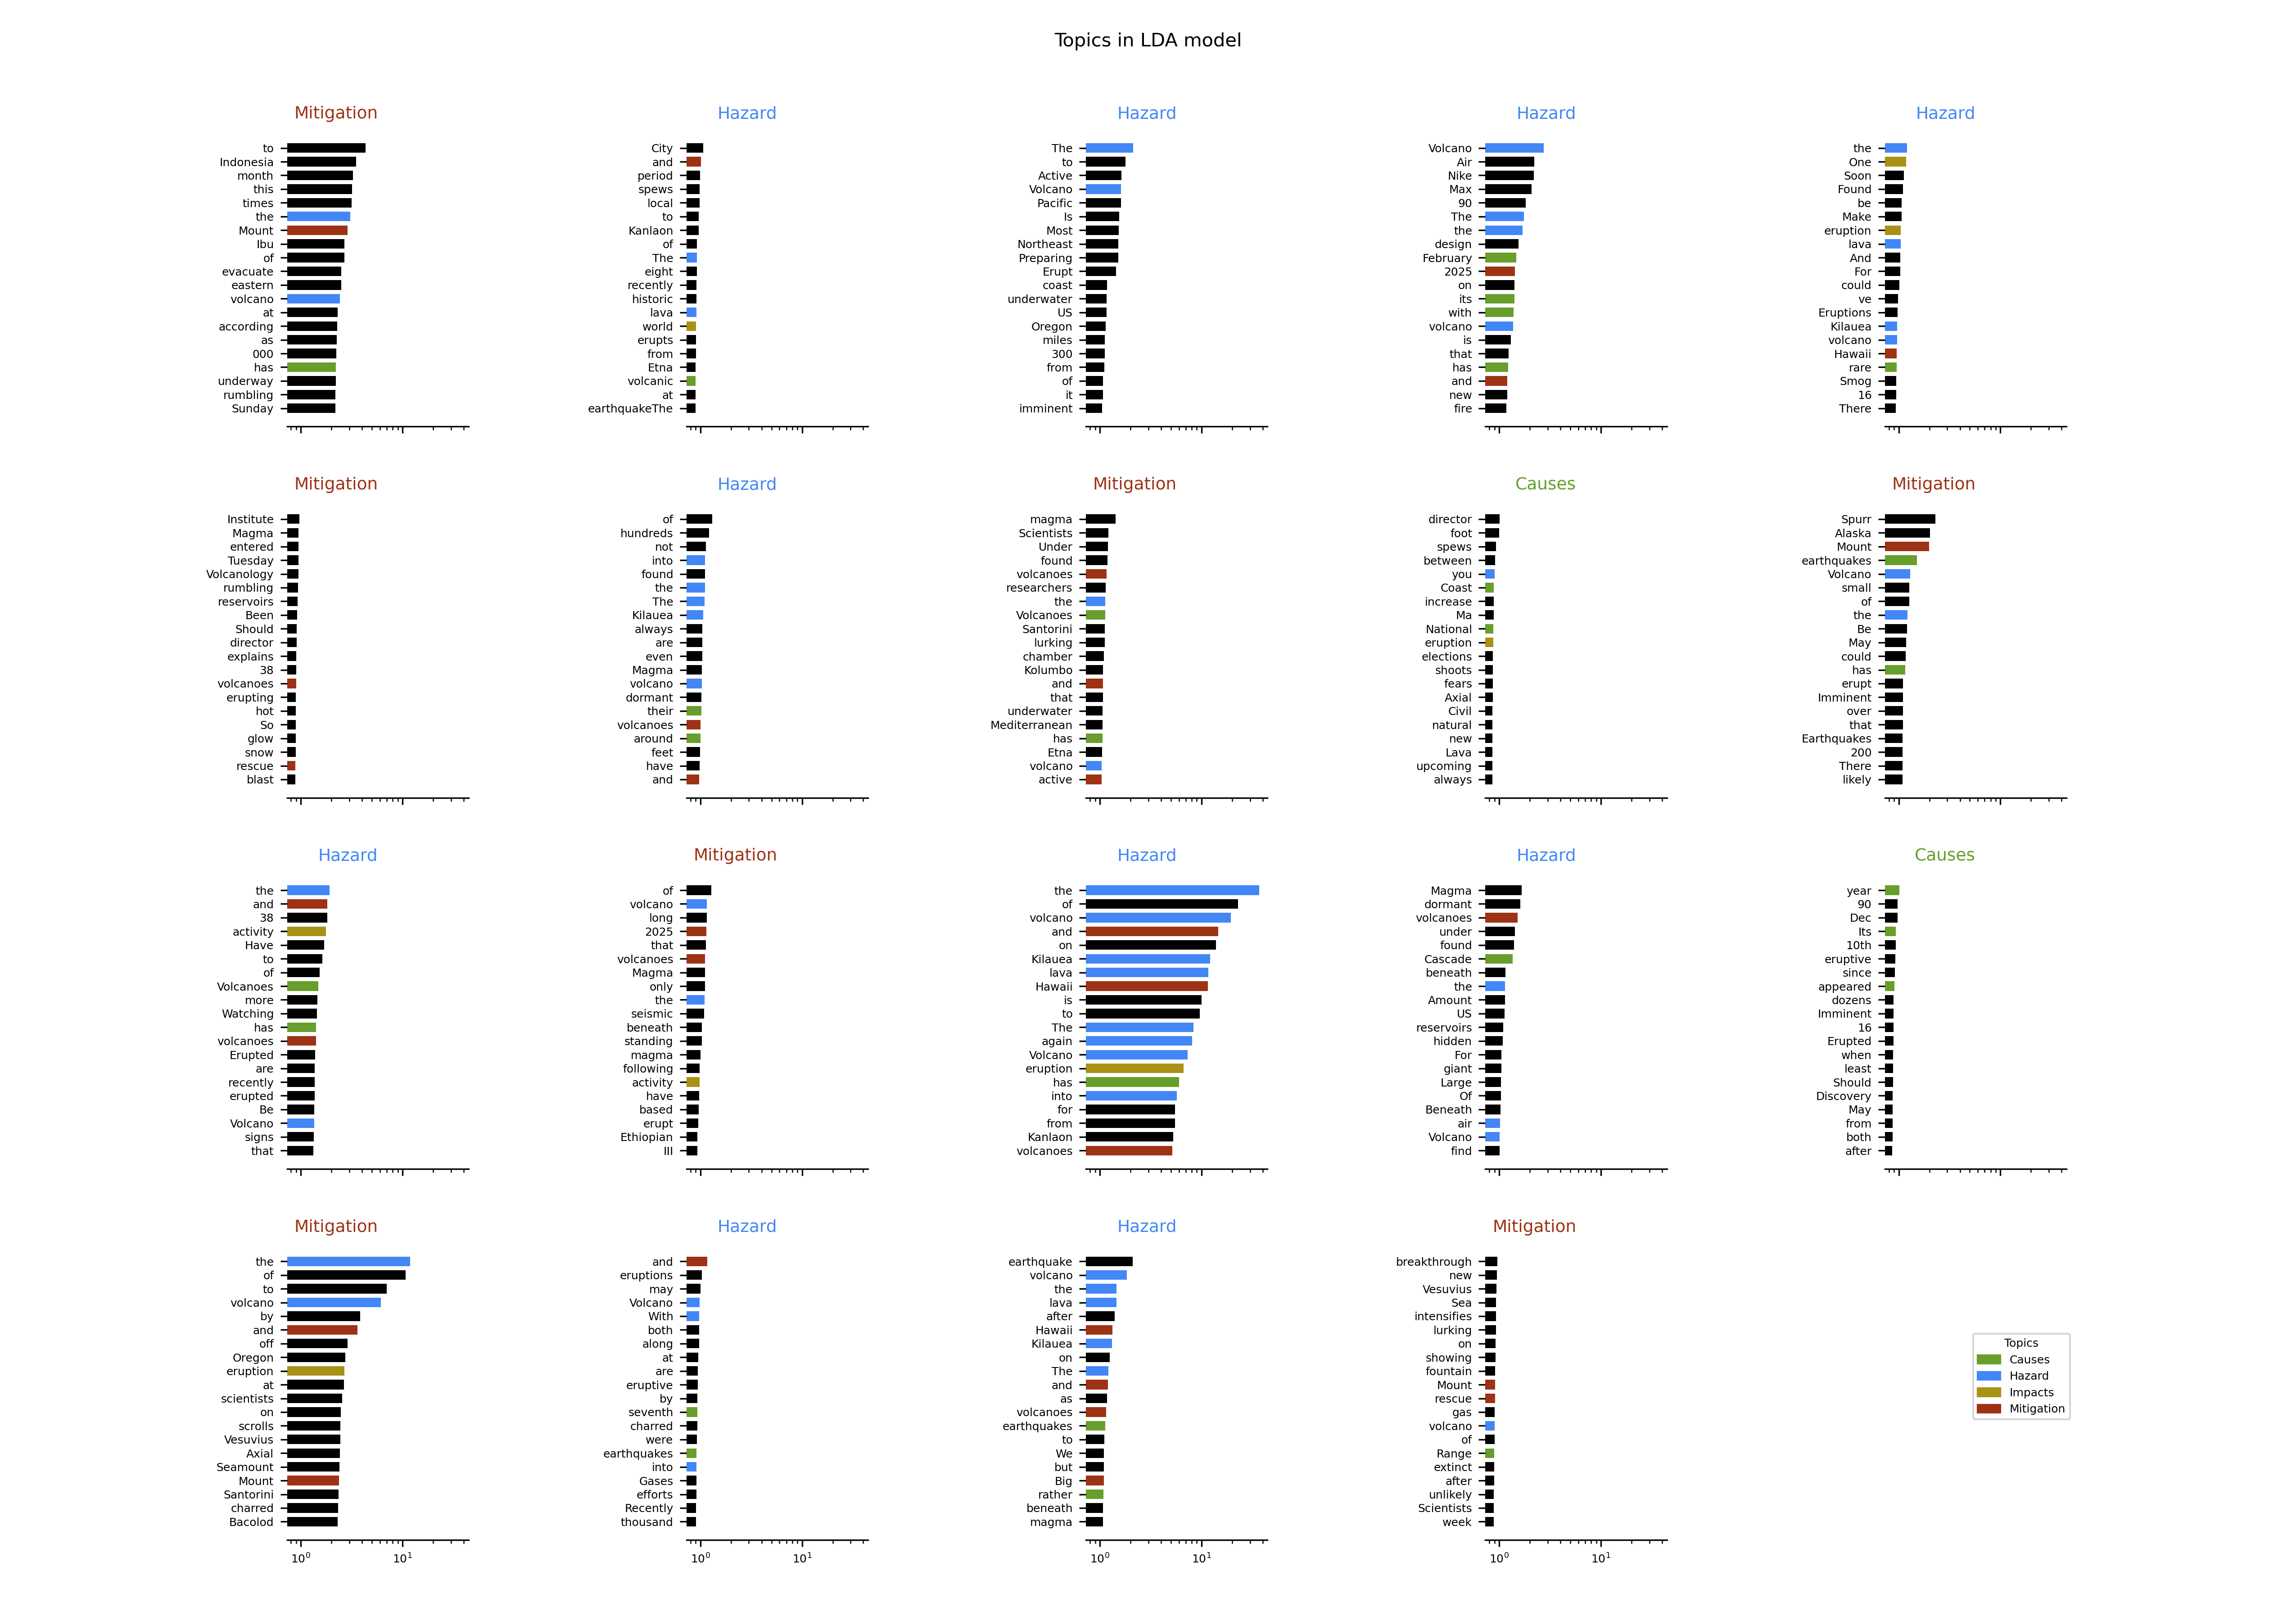 Topics in LDA model
Mitigation
to
Indonesia
month
this
times
the
Mount
Ibu
of
evacuate
eastern
volcano
at
according
as
000
has
underway
rumbling
Sunday
Hazard
City
and
period
spews
local
to
Kanlaon
of
The
eight
recently
historic
lava
world
erupts
from
Etna
volcanic
at
earthquakeThe
Hazard
The
to
Active
Volcano
Pacific
Is
Most
Northeast
Preparing
Erupt
coast
underwater
US
Oregon
miles
300
from
of
it
imminent
Hazard
Volcano
Air
Nike
Max
90
The
the
design
February
2025
on
its
with
volcano
is
that
has
and
new
fire
Hazard
the
One
Soon
Found
be
Make
eruption
lava
And
For
could
ve
Eruptions
Kilauea
volcano
Hawaii
rare
Smog
16
There
Mitigation
Institute
Magma
entered
Tuesday
Volcanology
rumbling
reservoirs
Been
Should
director
explains
38
volcanoes
erupting
hot
So
glow
snow
rescue
blast
Hazard
of
hundreds
not
into
found
the
The
Kilauea
always
are
even
Magma
volcano
dormant
their
volcanoes
around
feet
have
and
Mitigation
magma
Scientists
Under
found
volcanoes
researchers
the
Volcanoes
Santorini
lurking
chamber
Kolumbo
and
that
underwater
Mediterranean
has
Etna
volcano
active
Causes
director
foot
spews
between
you
Coast
increase
Ma
National
eruption
elections
shoots
fears
Axial
Civil
natural
new
Lava
upcoming
always
Mitigation
Spurr
Alaska
Mount
earthquakes
Volcano
small
of
the
Be
May
could
has
erupt
Imminent
over
that
Earthquakes
200
There
likely
Hazard
the
and
38
activity
Have
to
of
Volcanoes
more
Watching
has
volcanoes
Erupted
are
recently
erupted
Be
Volcano
signs
that
Mitigation
of
volcano
long
2025
that
volcanoes
Magma
only
the
seismic
beneath
standing
magma
following
activity
have
based
erupt
Ethiopian
III
Hazard
the
of
volcano
and
on
Kilauea
lava
Hawaii
is
to
The
again
Volcano
eruption
has
into
for
from
Kanlaon
volcanoes
Hazard
Magma
dormant
volcanoes
under
found
Cascade
beneath
the
Amount
US
reservoirs
hidden
For
giant
Large
Of
Beneath
air
Volcano
find
Causes
year
90
Dec
Its
10th
eruptive
since
appeared
dozens
Imminent
16
Erupted
when
least
Should
Discovery
May
from
both
after
Mitigation
the
of
to
volcano
by
and
off
Oregon
eruption
at
scientists
on
scrolls
Vesuvius
Axial
Seamount
Mount
Santorini
charred
Bacolod
10⁰ 10¹
Hazard
and
eruptions
may
Volcano
With
both
along
at
are
eruptive
by
seventh
charred
were
earthquakes
into
Gases
efforts
Recently
thousand
10⁰ 10¹
Hazard
earthquake
volcano
the
lava
after
Hawaii
Kilauea
on
The
and
as
volcanoes
earthquakes
to
We
but
Big
rather
beneath
magma
10⁰ 10¹
Mitigation
breakthrough
new
Vesuvius
Sea
intensifies
lurking
on
showing
fountain
Mount
rescue
gas
volcano
of
Range
extinct
after
unlikely
Scientists
week
10⁰ 10¹
Topics
Causes
Hazard
Impacts
Mitigation